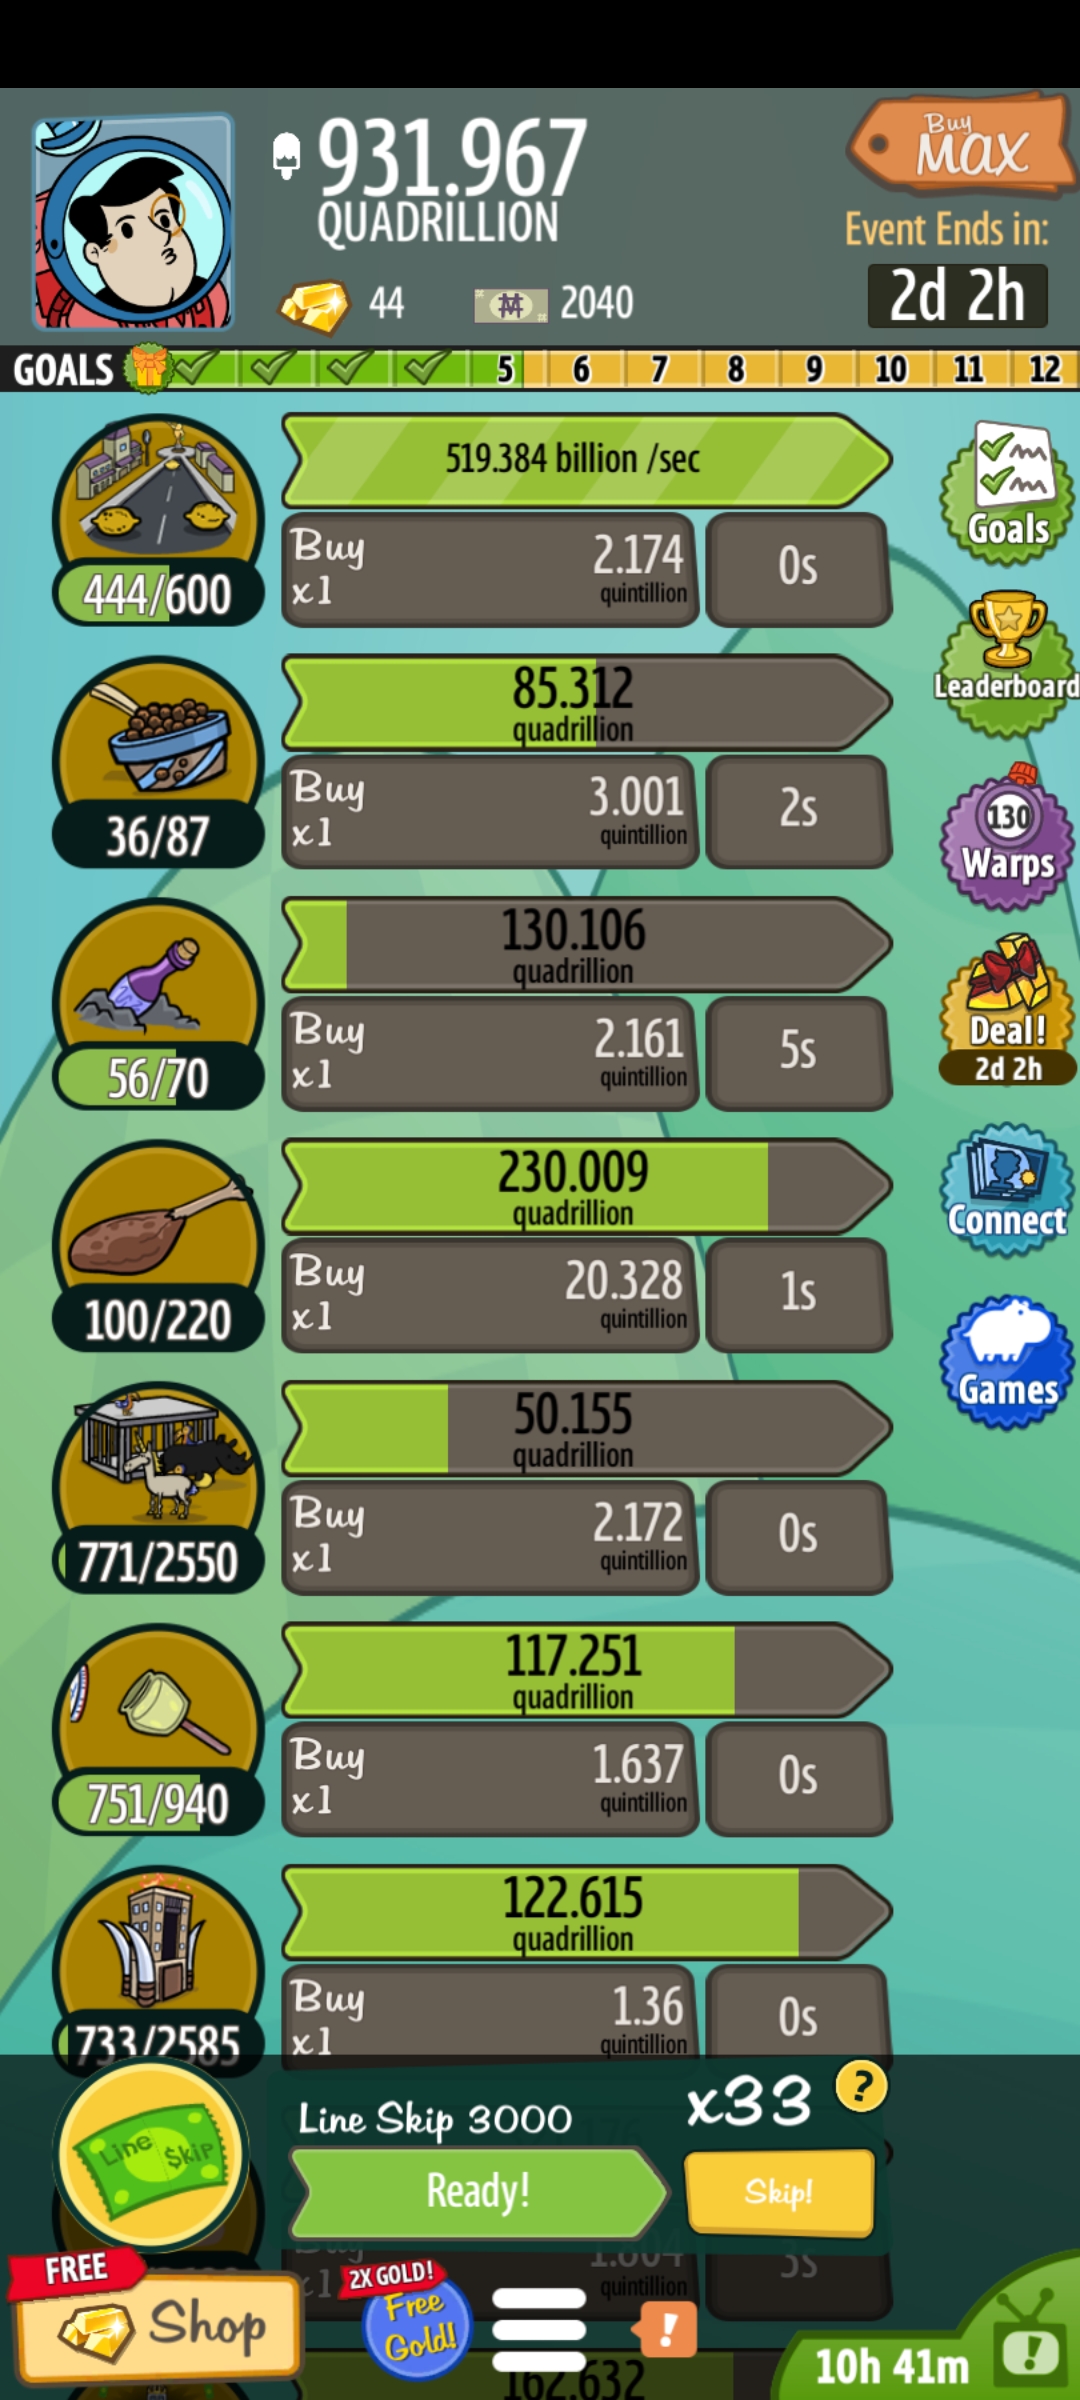 931.967
QUADRILLION
Buy
MAX
Event Ends in:
2d 2h
44
2040
GOALS 5 6 7 8 9 10 11 12
519.384 billion /sec
Buy x1
2.174 quintillion
0s
444/600
Goals
Leaderboard
85.312
quadrillion
Buy x1
3.001 quintillion
2s
36/87
130
Warps
130.106
quadrillion
Buy x1
2.161 quintillion
5s
56/70
Deal!
2d 2h
230.009
quadrillion
Buy x1
20.328 quintillion
1s
100/220
Connect
50.155
quadrillion
Buy x1
2.172 quintillion
0s
771/2550
Games
117.251
quadrillion
Buy x1
1.637 quintillion
0s
751/940
122.615
quadrillion
Buy x1
1.36 quintillion
0s
733/2585
Line $kip
Line Skip 3000
x33
?
Ready!
Skip!
quintillion
3s
FREE
Shop
2X GOLD!
Free Gold!
!
10h 41m
!
162.632